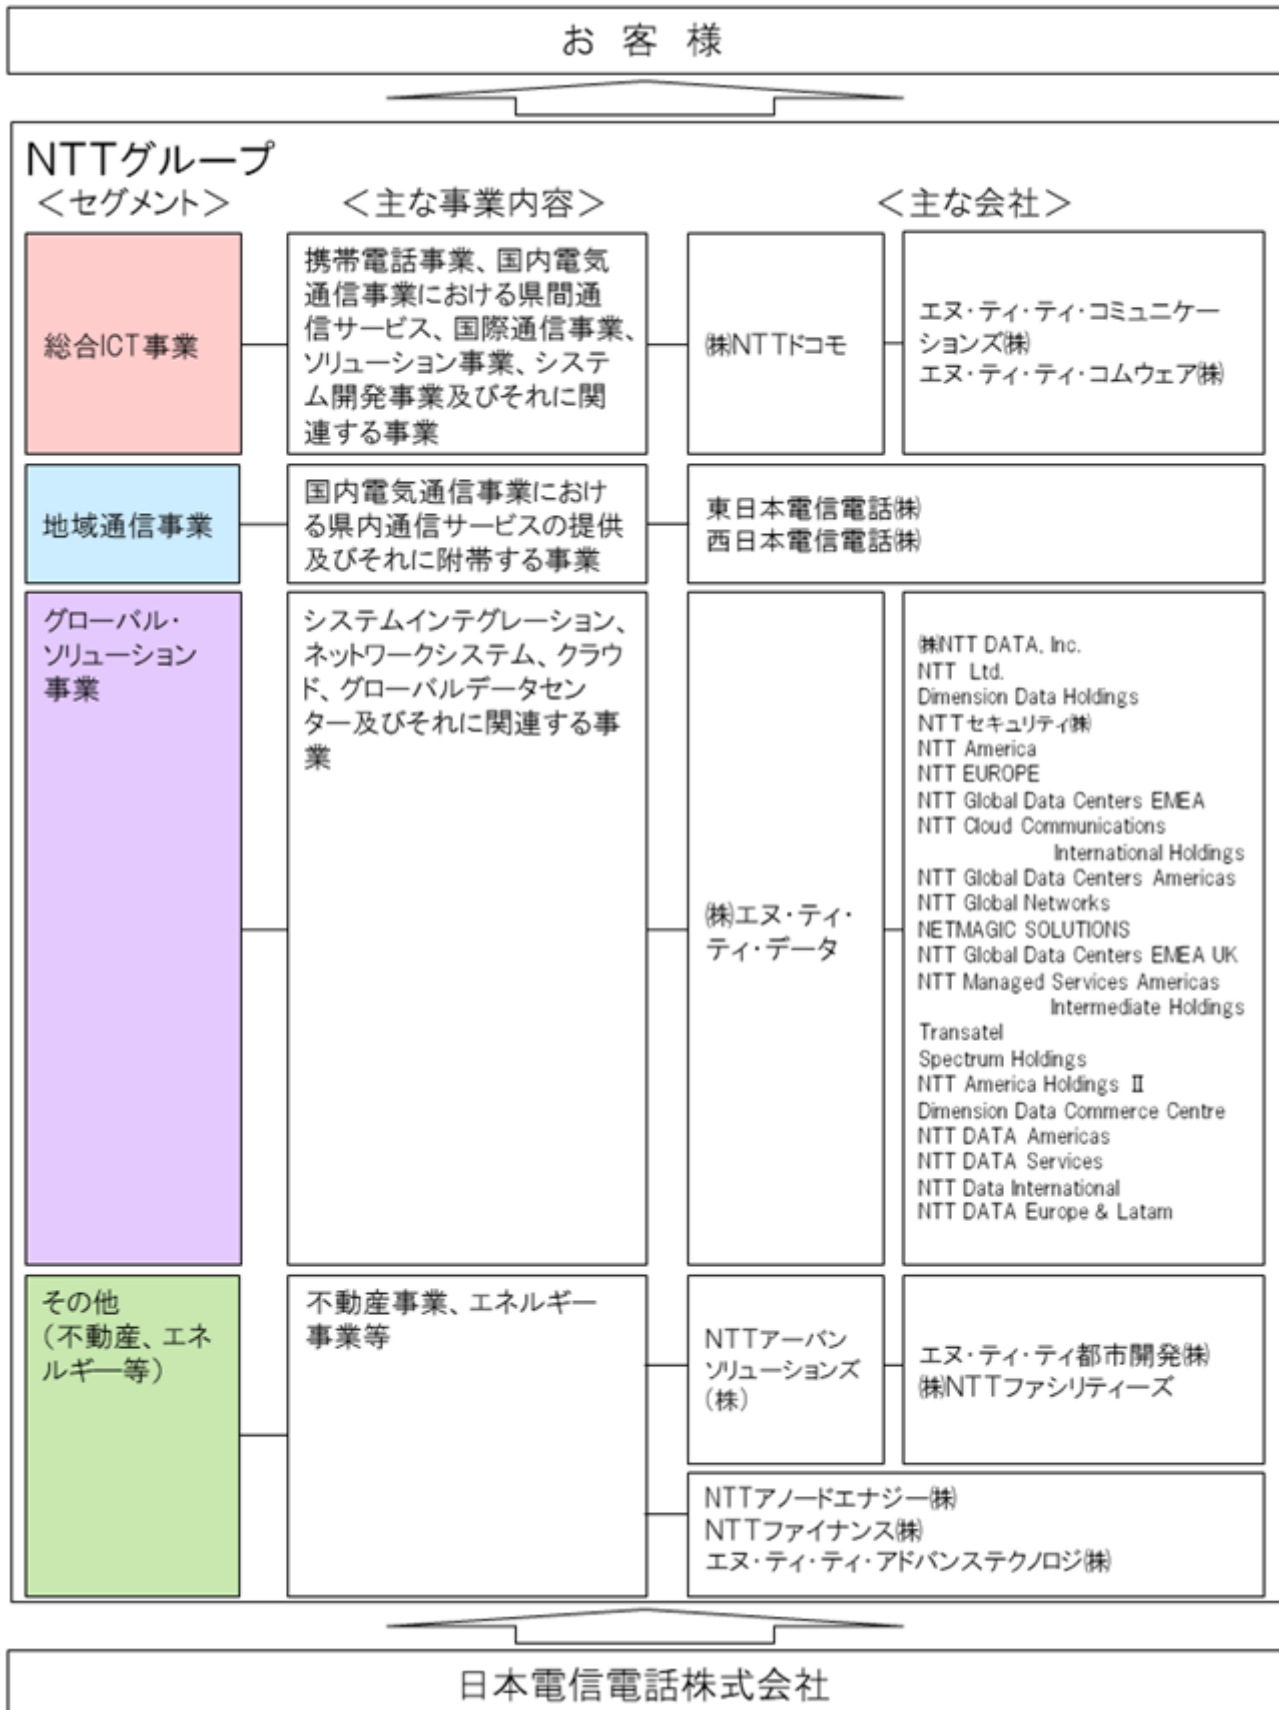 お 客 様
NTTグループ
＜セグメント＞
＜主な事業内容＞
＜主な会社＞
総合ICT事業
携帯電話事業、国内電気
通信事業における県間通
信サービス、国際通信事業、
ソリューション事業、システ
ム開発事業及びそれに関
連する事業
㈱NTTドコモ
エヌ・ティ・ティ・コミュニケー
ションズ㈱
エヌ・ティ・ティ・コムウェア㈱
地域通信事業
国内電気通信事業におけ
る県内通信サービスの提供
及びそれに附帯する事業
東日本電信電話㈱
西日本電信電話㈱
グローバル・
ソリューション
事業
システムインテグレーション、
ネットワークシステム、クラウ
ド、グローバルデータセン
ター及びそれに関連する事
業
㈱エヌ・ティ・
ティ・データ
㈱NTT DATA, Inc.
NTT Ltd.
Dimension Data Holdings
NTTセキュリティ㈱
NTT America
NTT EUROPE
NTT Global Data Centers EMEA
NTT Cloud Communications
International Holdings
NTT Global Data Centers Americas
NTT Global Networks
NETMAGIC SOLUTIONS
NTT Global Data Centers EMEA UK
NTT Managed Services Americas
Intermediate Holdings
Transatel
Spectrum Holdings
NTT America Holdings Ⅱ
Dimension Data Commerce Centre
NTT DATA Americas
NTT DATA Services
NTT Data International
NTT DATA Europe & Latam
その他
（不動産、エネ
ルギー等）
不動産事業、エネルギー
事業等
NTTアーバン
ソリューションズ
（株）
エヌ・ティ・ティ都市開発㈱
㈱NTTファシリティーズ
NTTアノードエナジー㈱
NTTファイナンス㈱
エヌ・ティ・ティ・アドバンステクノロジ㈱
日本電信電話株式会社